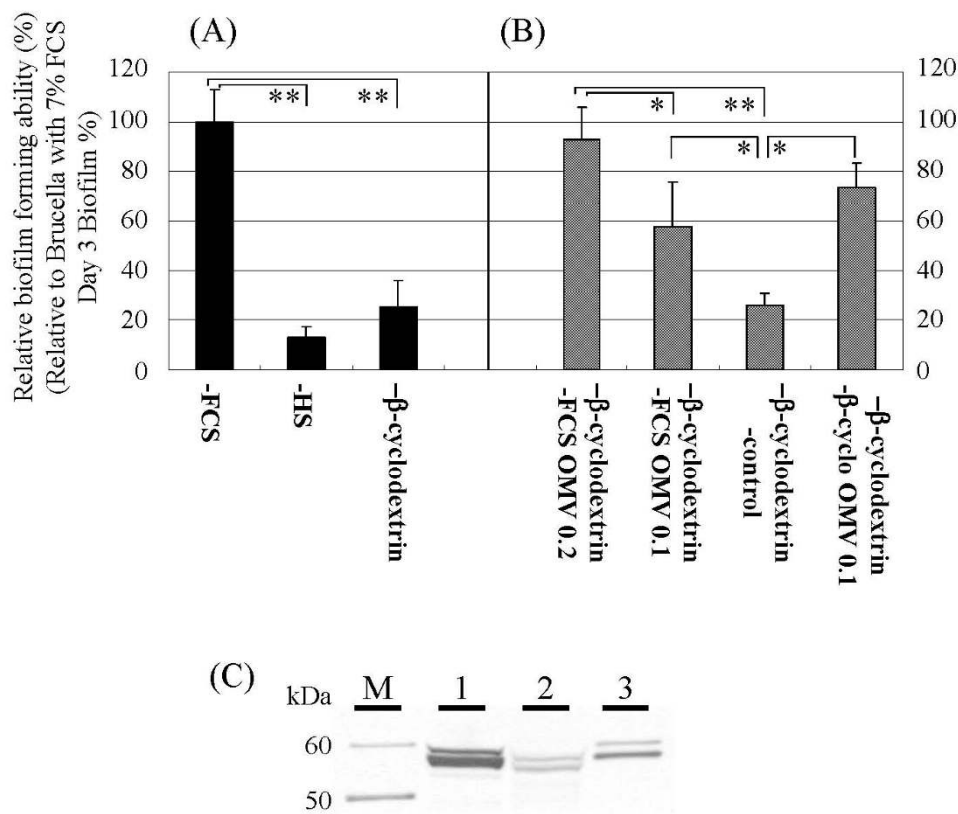 (A)
(B)
Relative biofilm forming ability (%)
(Relative to Brucella with 7% FCS
Day 3 Biofilm %)
120
100
80
60
40
20
0
** **
* **
* *
120
100
80
60
40
20
0
-FCS
-HS
-β-cyclodextrin
-β-cyclodextrin
-FCS OMV 0.2
-β-cyclodextrin
-FCS OMV 0.1
-β-cyclodextrin
-control
-β-cyclodextrin
-β-cyclo OMV 0.1
(C)
kDa M 1 2 3
60
50